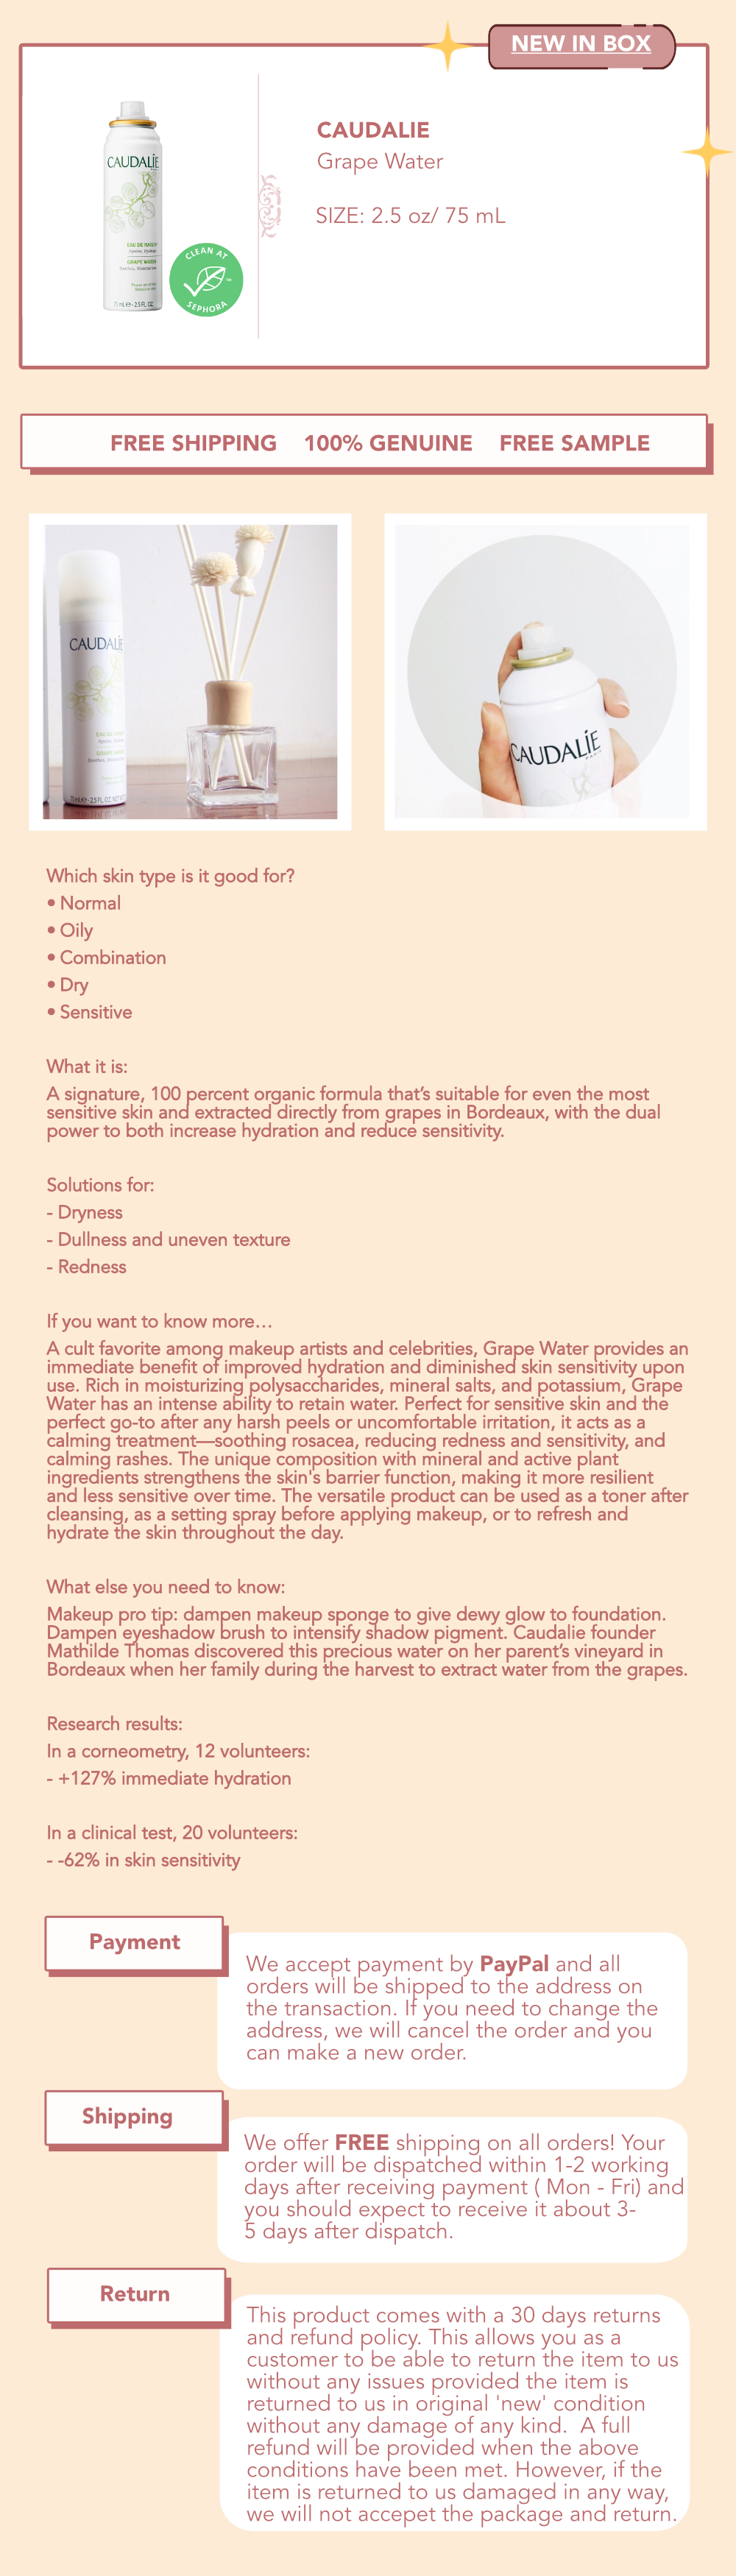 NEW IN BOX
CAUDALÍE
EAU DE RAISIN
GRAPE WATER
75 mL e - 2.5 FL. OZ.
CLEAN AT
SEPHORA
CAUDALIE
Grape Water
SIZE: 2.5 oz/ 75 mL
FREE SHIPPING 100% GENUINE FREE SAMPLE
CAUDALÍE
CAUDALÍE
Which skin type is it good for?
• Normal
• Oily
• Combination
• Dry
• Sensitive
What it is:
A signature, 100 percent organic formula that’s suitable for even the most
sensitive skin and extracted directly from grapes in Bordeaux, with the dual
power to both increase hydration and reduce sensitivity.
Solutions for:
- Dryness
- Dullness and uneven texture
- Redness
If you want to know more…
A cult favorite among makeup artists and celebrities, Grape Water provides an
immediate benefit of improved hydration and diminished skin sensitivity upon
use. Rich in moisturizing polysaccharides, mineral salts, and potassium, Grape
Water has an intense ability to retain water. Perfect for sensitive skin and the
perfect go-to after any harsh peels or uncomfortable irritation, it acts as a
calming treatment—soothing rosacea, reducing redness and sensitivity, and
calming rashes. The unique composition with mineral and active plant
ingredients strengthens the skin's barrier function, making it more resilient
and less sensitive over time. The versatile product can be used as a toner after
cleansing, as a setting spray before applying makeup, or to refresh and
hydrate the skin throughout the day.
What else you need to know:
Makeup pro tip: dampen makeup sponge to give dewy glow to foundation.
Dampen eyeshadow brush to intensify shadow pigment. Caudalie founder
Mathilde Thomas discovered this precious water on her parent’s vineyard in
Bordeaux when her family during the harvest to extract water from the grapes.
Research results:
In a corneometry, 12 volunteers:
- +127% immediate hydration
In a clinical test, 20 volunteers:
- -62% in skin sensitivity
Payment
We accept payment by PayPal and all
orders will be shipped to the address on
the transaction. If you need to change the
address, we will cancel the order and you
can make a new order.
Shipping
We offer FREE shipping on all orders! Your
order will be dispatched within 1-2 working
days after receiving payment ( Mon - Fri) and
you should expect to receive it about 3-
5 days after dispatch.
Return
This product comes with a 30 days returns
and refund policy. This allows you as a
customer to be able to return the item to us
without any issues provided the item is
returned to us in original 'new' condition
without any damage of any kind.  A full
refund will be provided when the above
conditions have been met. However, if the
item is returned to us damaged in any way,
we will not accepet the package and return.